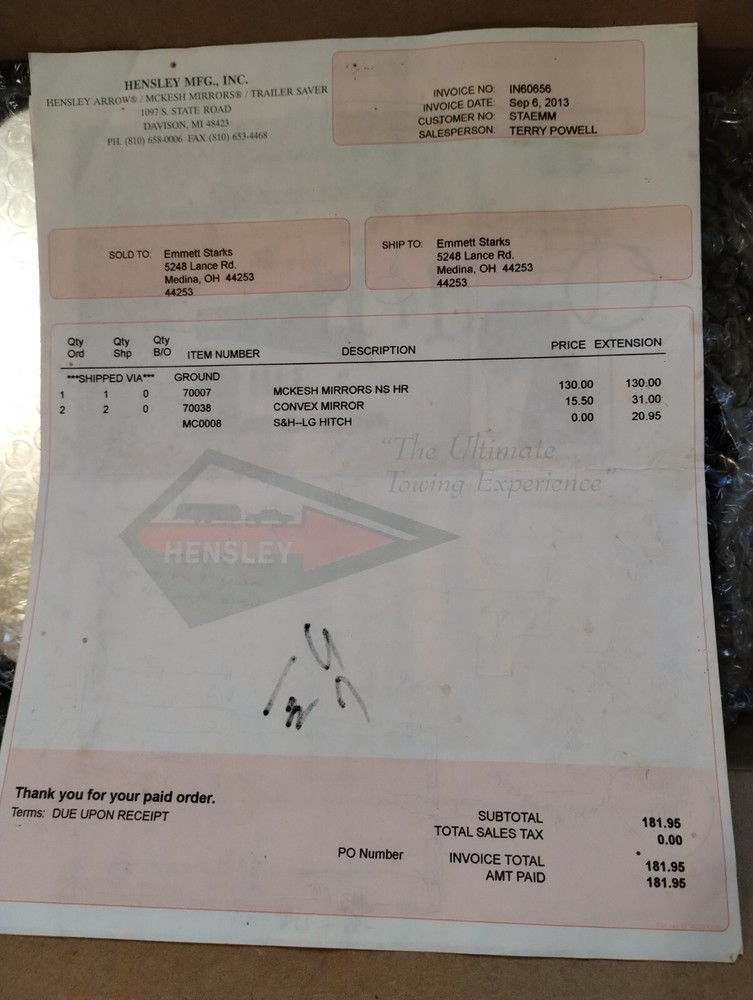 HENSLEY MFG., INC.
HENSLEY ARROW® / MCKESH MIRRORS® / TRAILER SAVER
1097 S. STATE ROAD
DAVISON, MI 48423
PH. (810) 658-0006 FAX (810) 653-4468
INVOICE NO: IN60656
INVOICE DATE: Sep 6, 2013
CUSTOMER NO: STAEMM
SALESPERSON: TERRY POWELL
SOLD TO: Emmett Starks
5248 Lance Rd.
Medina, OH 44253
44253
SHIP TO: Emmett Starks
5248 Lance Rd.
Medina, OH 44253
44253
Qty Ord Qty Shp Qty B/O ITEM NUMBER DESCRIPTION PRICE EXTENSION
***SHIPPED VIA*** GROUND
1 1 0 70007 MCKESH MIRRORS NS HR 130.00 130.00
2 2 0 70038 CONVEX MIRROR 15.50 31.00
MC0008 S&H--LG HITCH 0.00 20.95
"The Ultimate
Towing Experience"
HENSLEY
Thank you for your paid order.
Terms: DUE UPON RECEIPT
SUBTOTAL 181.95
TOTAL SALES TAX 0.00
PO Number INVOICE TOTAL 181.95
AMT PAID 181.95